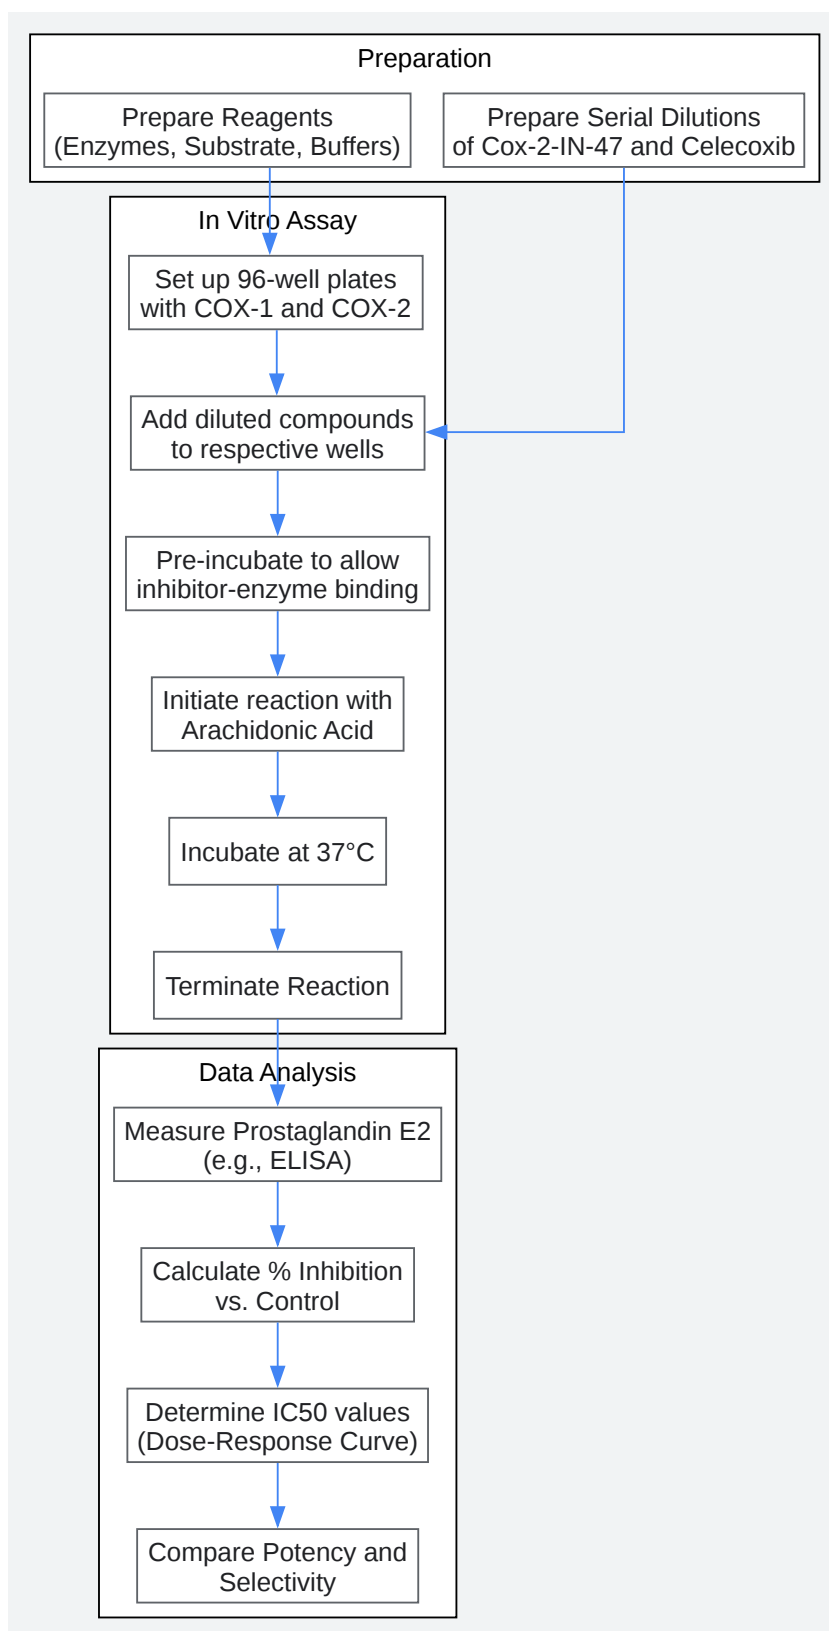 Preparation
Prepare Reagents
(Enzymes, Substrate, Buffers)
Prepare Serial Dilutions
of Cox-2-IN-47 and Celecoxib
In Vitro Assay
Set up 96-well plates
with COX-1 and COX-2
Add diluted compounds
to respective wells
Pre-incubate to allow
inhibitor-enzyme binding
Initiate reaction with
Arachidonic Acid
Incubate at 37°C
Terminate Reaction
Data Analysis
Measure Prostaglandin E2
(e.g., ELISA)
Calculate % Inhibition
vs. Control
Determine IC50 values
(Dose-Response Curve)
Compare Potency and
Selectivity